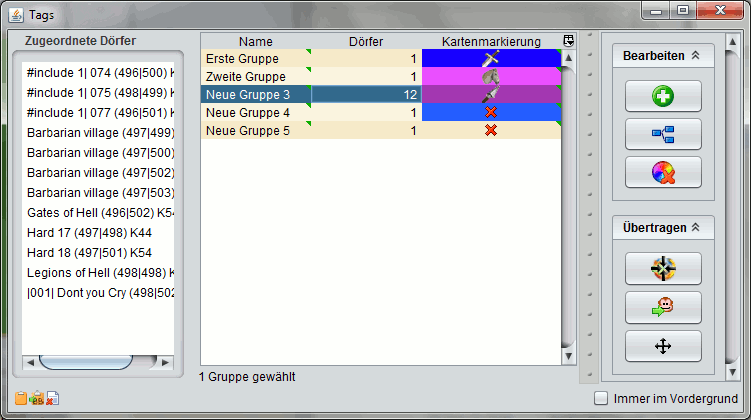 Tags
Zugeordnete Dörfer
#include 1| 074 (496|500) K
#include 1| 075 (498|499) K
#include 1| 077 (496|501) K
Barbarian village (497|499)
Barbarian village (497|500)
Barbarian village (497|502)
Barbarian village (497|503)
Gates of Hell (496|502) K54
Hard 17 (497|498) K44
Hard 18 (497|501) K54
Legions of Hell (498|498) K
|001| Dont you Cry (498|502
Name Dörfer Kartenmarkierung
Erste Gruppe 1
Zweite Gruppe 1
Neue Gruppe 3 12
Neue Gruppe 4 1
Neue Gruppe 5 1
1 Gruppe gewählt
Bearbeiten
Übertragen
BB
Immer im Vordergrund